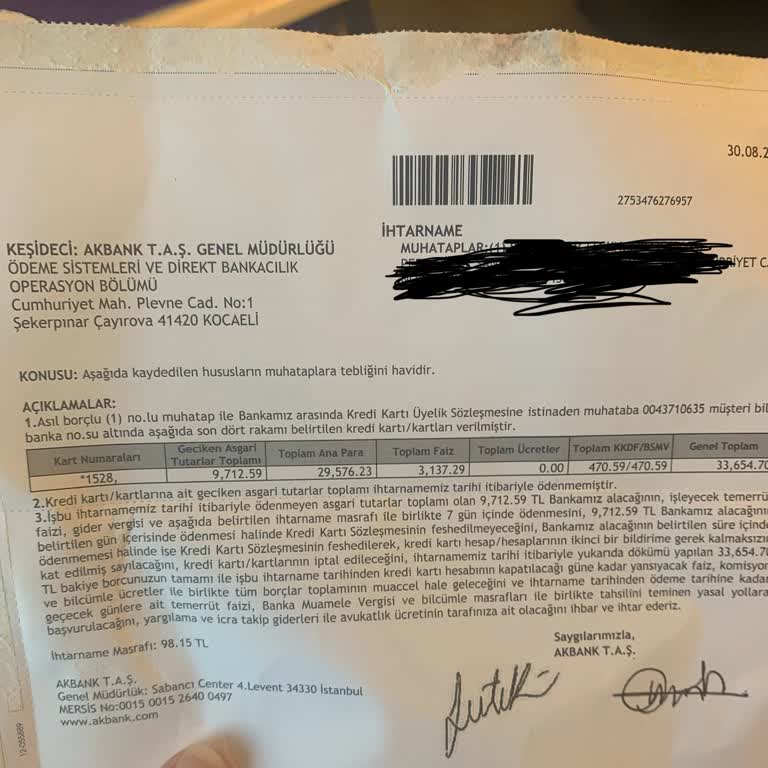 30.08.2
2753476276957
KEŞİDECİ: AKBANK T.A.Ş. GENEL MÜDÜRLÜĞÜ
ÖDEME SİSTEMLERİ VE DİREKT BANKACILIK
OPERASYON BÖLÜMÜ
Cumhuriyet Mah. Plevne Cad. No:1
Şekerpınar Çayırova 41420 KOCAELİ
İHTARNAME
MUHATAPLAR:(1)
KONUSU: Aşağıda kaydedilen hususların muhataplara tebliğini havidir.
AÇIKLAMALAR:
1.Asıl borçlu (1) no.lu muhatap ile Bankamız arasında Kredi Kartı Üyelik Sözleşmesine istinaden muhataba 0043710635 müşteri bil
banka no.su altında aşağıda son dört rakamı belirtilen kredi kartı/kartları verilmiştir.
Kart Numaraları Geciken Asgari Tutarlar Toplamı Toplam Ana Para Toplam Faiz Toplam Ücretler Toplam KKDF/BSMV Genel Toplam
*1528, 9,712.59 29,576.23 3,137.29 0.00 470.59/470.59 33,654.70
2.Kredi kartı/kartlarına ait geciken asgari tutarlar toplamı ihtarnamemiz tarihi itibariyle ödenmemiştir.
3.İşbu ihtarnamemiz tarihi itibariyle ödenmeyen asgari tutarlar toplamı olan 9,712.59 TL Bankamız alacağının, işleyecek temerrü
faizi, gider vergisi ve aşağıda belirtilen ihtarname masrafı ile birlikte 7 gün içinde ödenmesini, 9,712.59 TL Bankamız alacağını
belirtilen gün içerisinde ödenmesi halinde Kredi Kartı Sözleşmesinin feshedilmeyeceğini, Bankamız alacağının belirtilen süre içinde
ödenmemesi halinde ise Kredi Kartı Sözleşmesinin feshedilerek, kredi kartı hesap/hesaplarının ikinci bir bildirime gerek kalmaksızı
kat edilmiş sayılacağını, kredi kartı/kartlarının iptal edileceğini, ihtarnamemiz tarihi itibariyle yukarıda dökümü yapılan 33,654.7
TL bakiye borcunuzun tamamı ile işbu ihtarname tarihinden kredi kartı hesabının kapatılacağı güne kadar yansıyacak faiz, komisyon
ve bilcümle ücretler ile birlikte tüm borçlar toplamının muaccel hale geleceğini ve ihtarname tarihinden ödeme tarihine kadar
geçecek günlere ait temerrüt faizi, Banka Muamele Vergisi ve bilcümle masrafları ile birlikte tahsilini teminen yasal yollara
başvurulacağını, yargılama ve icra takip giderleri ile avukatlık ücretinin tarafınıza ait olacağını ihbar ve ihtar ederiz.
İhtarname Masrafı: 98.15 TL
Saygılarımızla,
AKBANK T.A.Ş.
AKBANK T.A.Ş.
Genel Müdürlük: Sabancı Center 4.Levent 34330 İstanbul
MERSİS No:0015 0015 2640 0497
www.akbank.com
12-055889